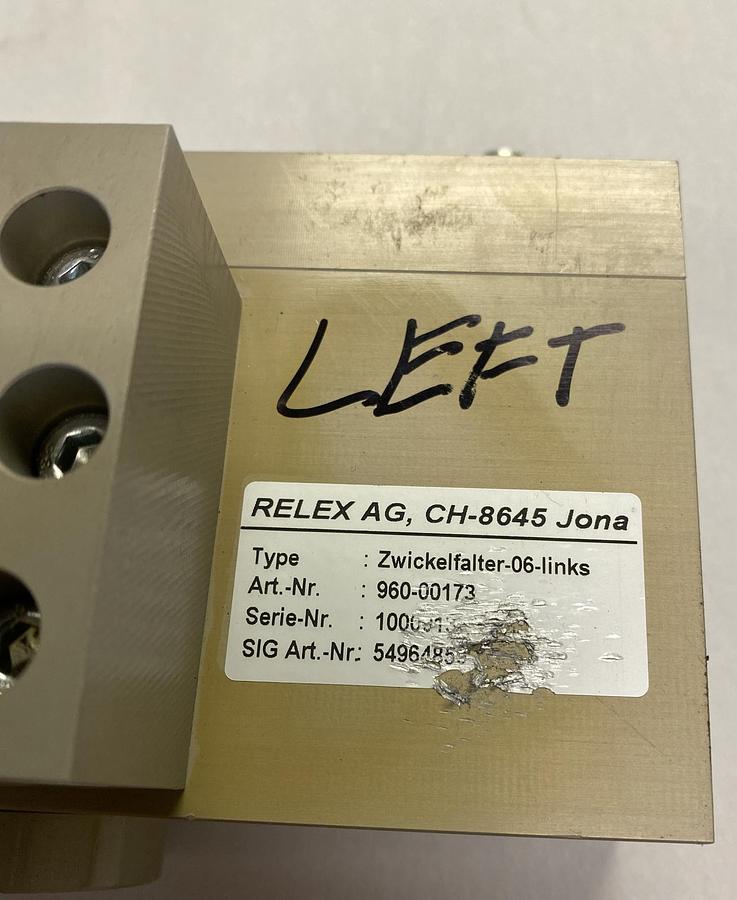 LEFT
RELEX AG, CH-8645 Jona
Type : Zwickelfalter-06-links
Art.-Nr. : 960-00173
Serie-Nr. :
SIG Art.-Nr.: